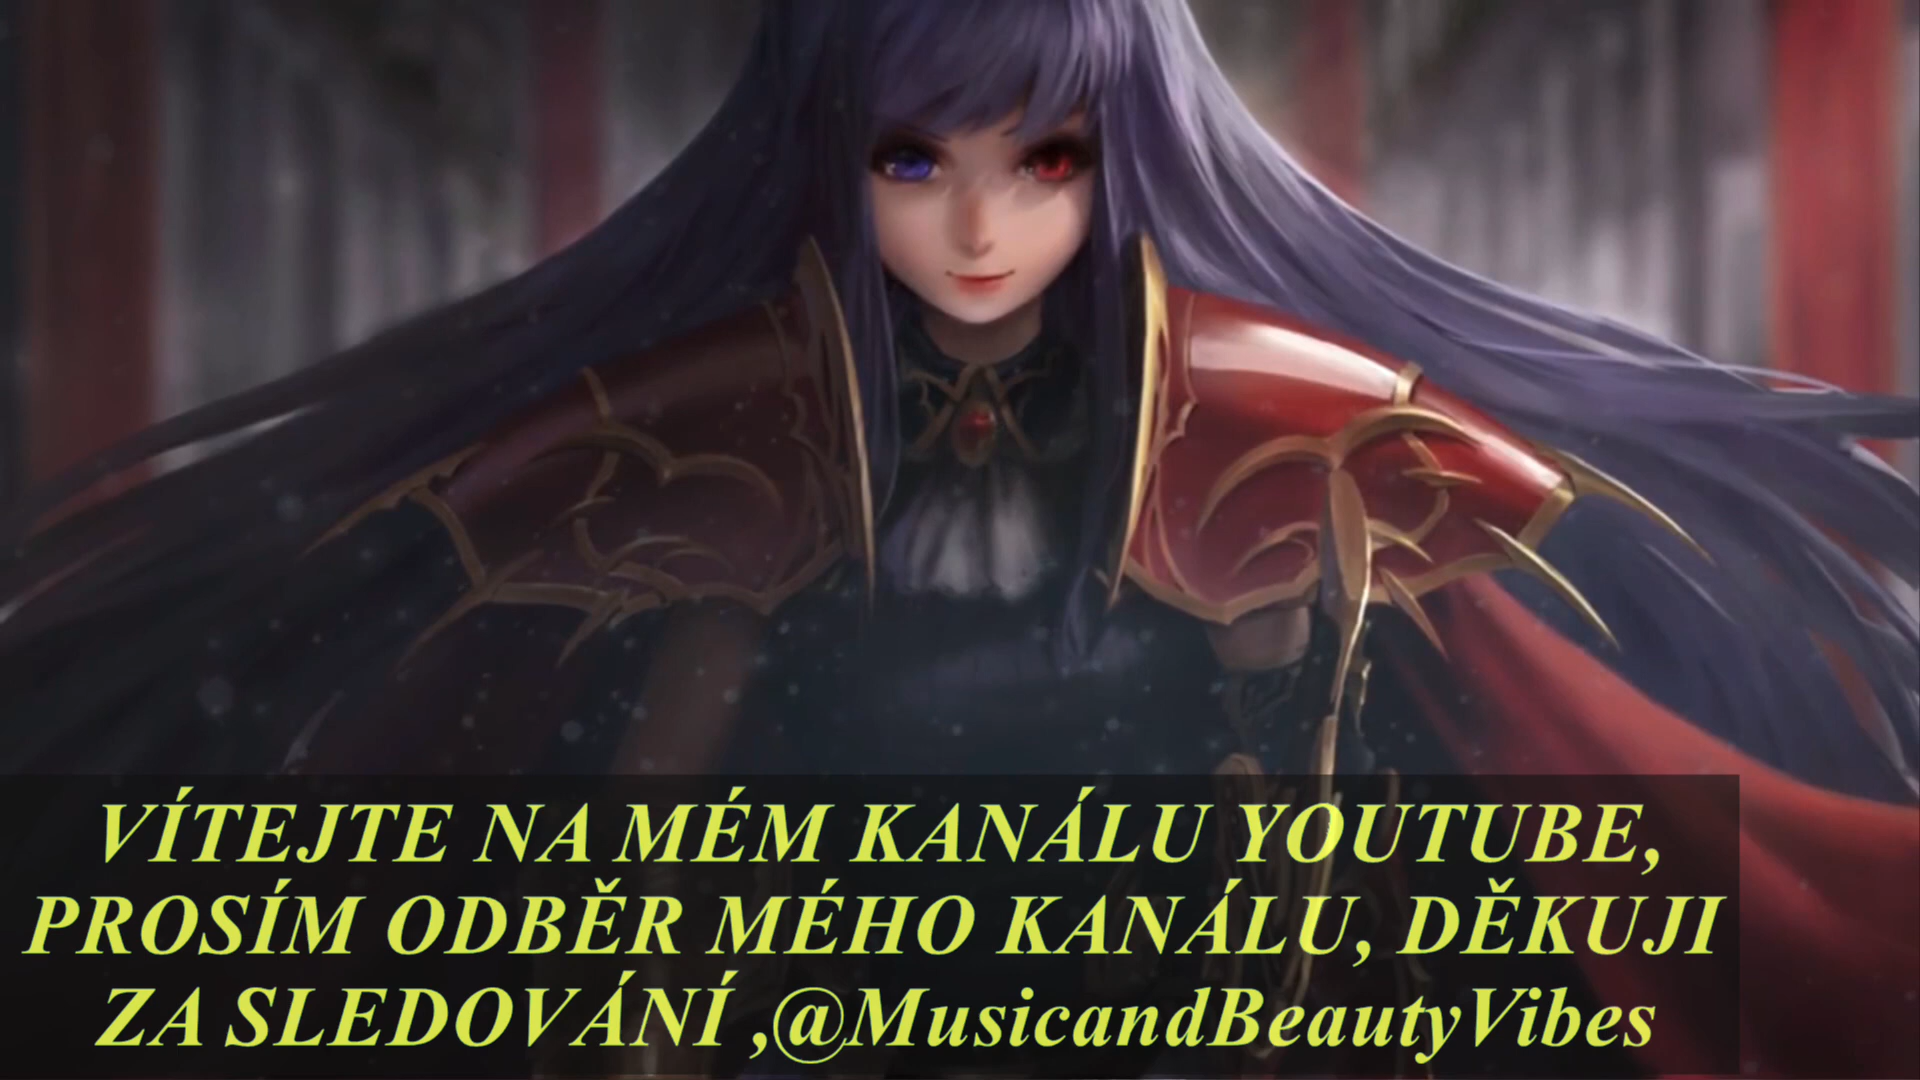 VÍTEJTE NA MÉM KANÁLU YOUTUBE,
PROSÍM ODBĚR MÉHO KANÁLU, DĚKUJI
ZA SLEDOVÁNÍ ,@MusicandBeautyVibes